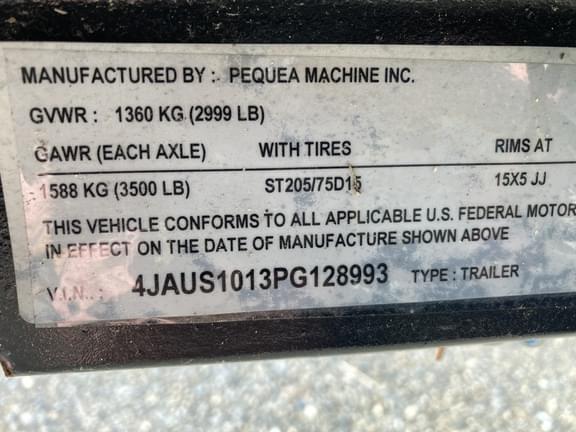 MANUFACTURED BY : PEQUEA MACHINE INC.
GVWR : 1360 KG (2999 LB)
GAWR (EACH AXLE) WITH TIRES RIMS AT
1588 KG (3500 LB) ST205/75D15 15X5 JJ
THIS VEHICLE CONFORMS TO ALL APPLICABLE U.S. FEDERAL MOTOR
IN EFFECT ON THE DATE OF MANUFACTURE SHOWN ABOVE
V.I.N.. : 4JAUS1013PG128993 TYPE : TRAILER